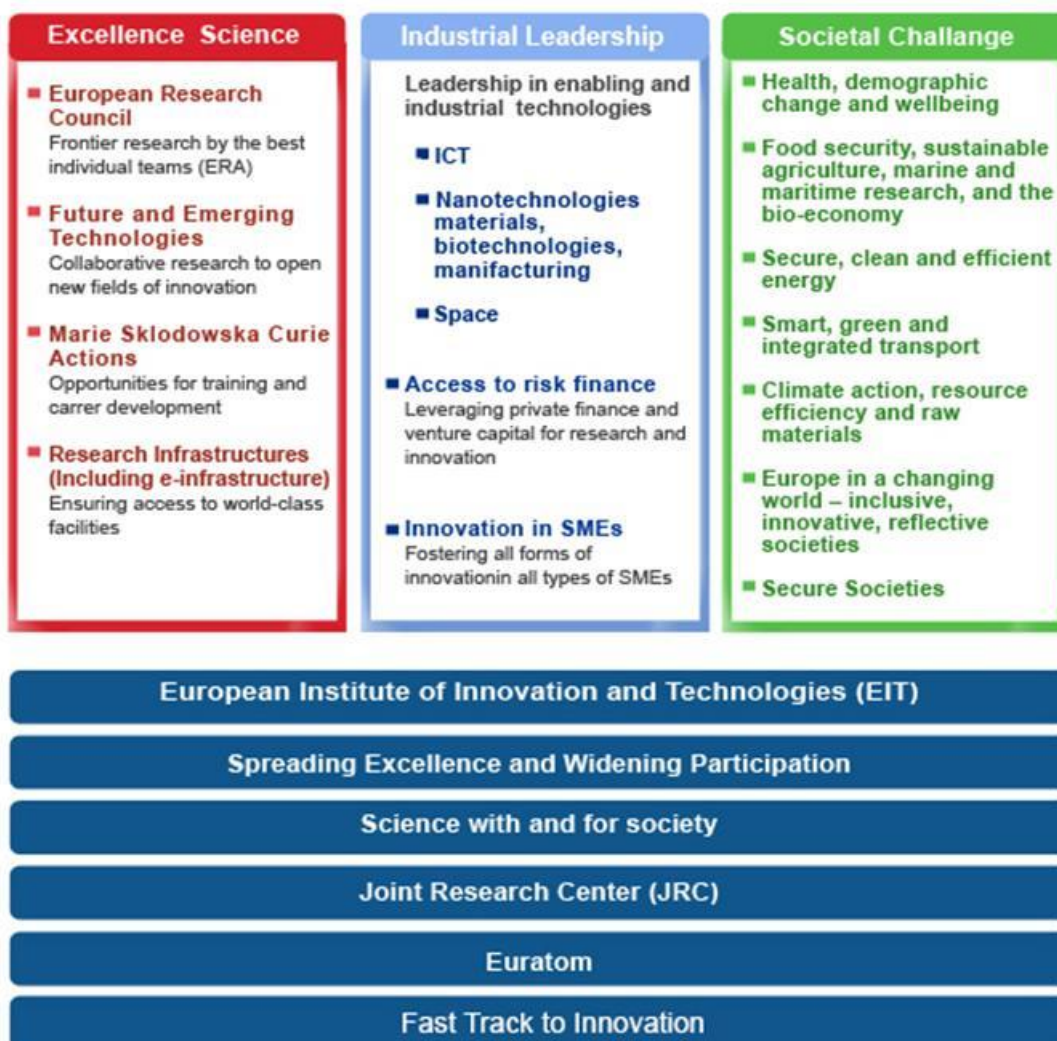 Excellence Science
European Research
Council
Frontier research by the best
individual teams (ERA)
Future and Emerging
Technologies
Collaborative research to open
new fields of innovation
Marie Sklodowska Curie
Actions
Opportunities for training and
carrer development
Research Infrastructures
(Including e-infrastructure)
Ensuring access to world-class
facilities
Industrial Leadership
Leadership in enabling and
industrial technologies
ICT
Nanotechnologies
materials,
biotechnologies,
manifacturing
Space
Access to risk finance
Leveraging private finance and
venture capital for research and
innovation
Innovation in SMEs
Fostering all forms of
innovationin all types of SMEs
Societal Challange
Health, demographic
change and wellbeing
Food security, sustainable
agriculture, marine and
maritime research, and the
bio-economy
Secure, clean and efficient
energy
Smart, green and
integrated transport
Climate action, resource
efficiency and raw
materials
Europe in a changing
world – inclusive,
innovative, reflective
societies
Secure Societies
European Institute of Innovation and Technologies (EIT)
Spreading Excellence and Widening Participation
Science with and for society
Joint Research Center (JRC)
Euratom
Fast Track to Innovation